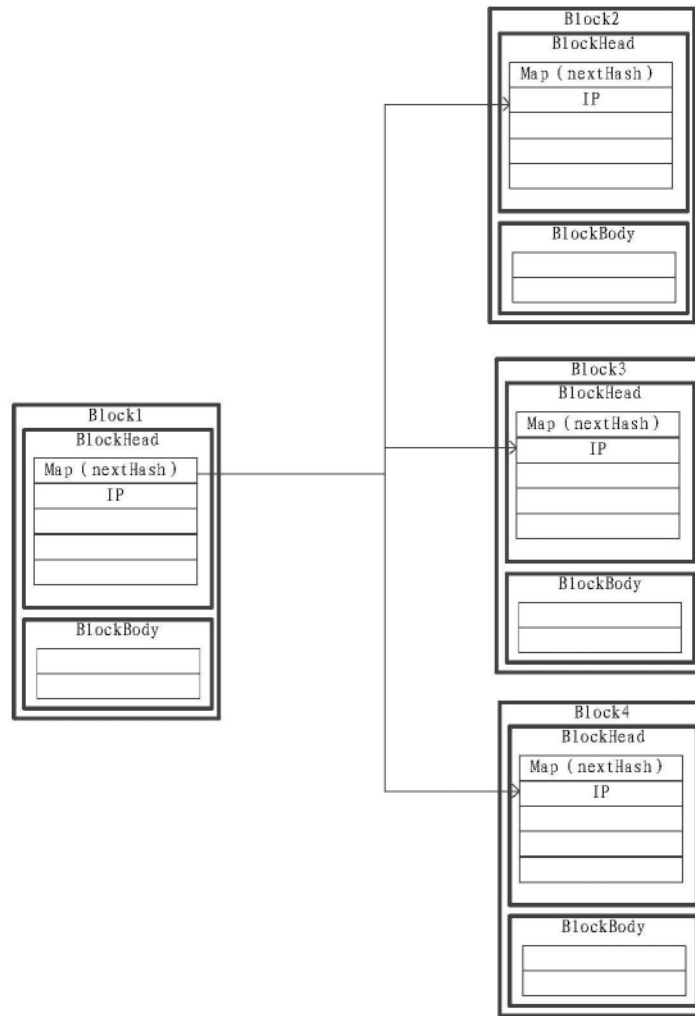 Block1
BlockHead
Map（nextHash）
IP
BlockBody
Block2
BlockHead
Map（nextHash）
IP
BlockBody
Block3
BlockHead
Map（nextHash）
IP
BlockBody
Block4
BlockHead
Map（nextHash）
IP
BlockBody